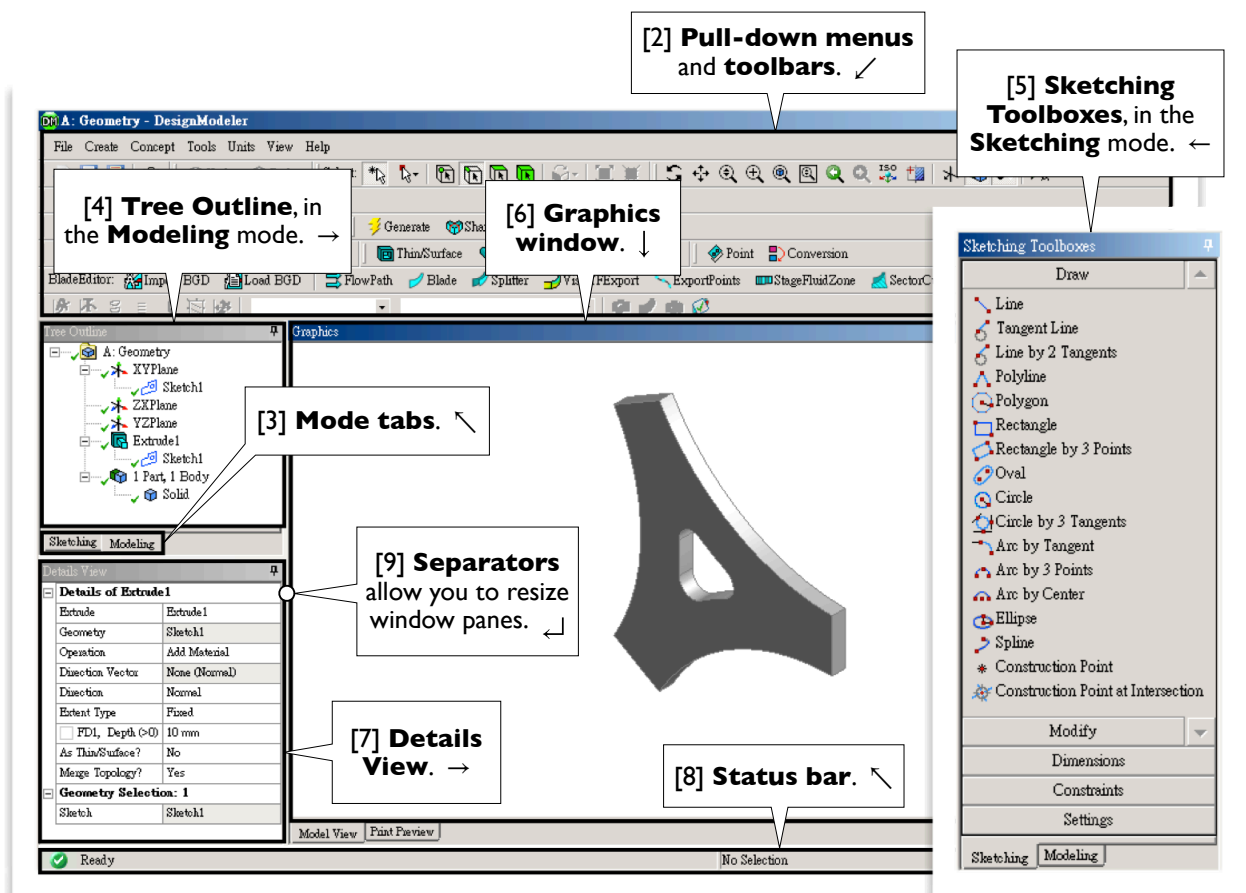 [2] Pull-down menus
and toolbars. ↙
[5] Sketching
Toolboxes, in the
Sketching mode. ←
A: Geometry - DesignModeler
File Create Concept Tools Units View Help
[4] Tree Outline, in
the Modeling mode. →
[6] Graphics
window. ↓
Generate
Thin/Surface
Point Conversion
BladeEditor: BGD Load BGD FlowPath Blade Splitter ExportPoints StageFluidZone
Tree Outline
A: Geometry
XYPlane
Sketch1
ZXPlane
YZPlane
Extrude1
Sketch1
1 Part, 1 Body
Solid
Sketching Modeling
[3] Mode tabs. ↖
Graphics
[9] Separators
allow you to resize
window panes. ↵
Details View
Details of Extrude1
Extrude Extrude1
Geometry Sketch1
Operation Add Material
Direction Vector None (Normal)
Direction Normal
Extent Type Fixed
FD1, Depth (>0) 10 mm
As Thin/Surface? No
Merge Topology? Yes
Geometry Selection: 1
Sketch Sketch1
[7] Details
View. →
[8] Status bar. ↖
Model View Print Preview
Ready No Selection
Sketching Toolboxes
Draw
Line
Tangent Line
Line by 2 Tangents
Polyline
Polygon
Rectangle
Rectangle by 3 Points
Oval
Circle
Circle by 3 Tangents
Arc by Tangent
Arc by 3 Points
Arc by Center
Ellipse
Spline
Construction Point
Construction Point at Intersection
Modify
Dimensions
Constraints
Settings
Sketching Modeling